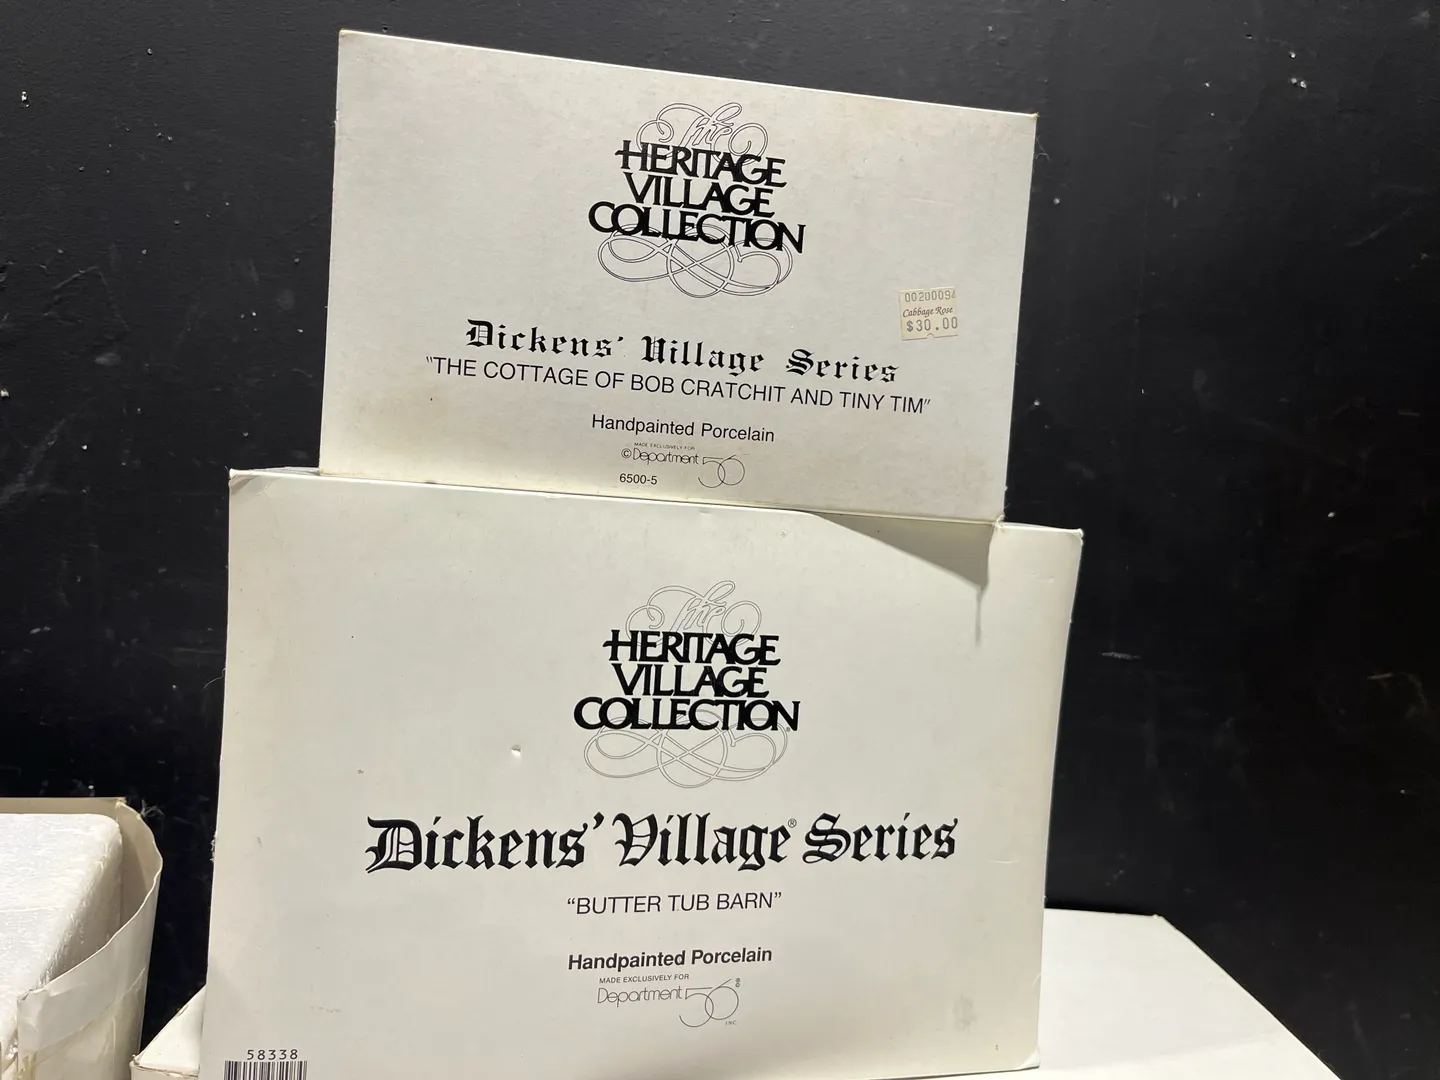 The
HERITAGE
VILLAGE
COLLECTION
0020009
Cabbage Rose
$30.00
Dickens' Village Series
"THE COTTAGE OF BOB CRATCHIT AND TINY TIM"
Handpainted Porcelain
MADE EXCLUSIVELY FOR
©Department 56
6500-5
The
HERITAGE
VILLAGE
COLLECTION
Dickens' Village® Series
"BUTTER TUB BARN"
Handpainted Porcelain
MADE EXCLUSIVELY FOR
Department 56®
INC
58338